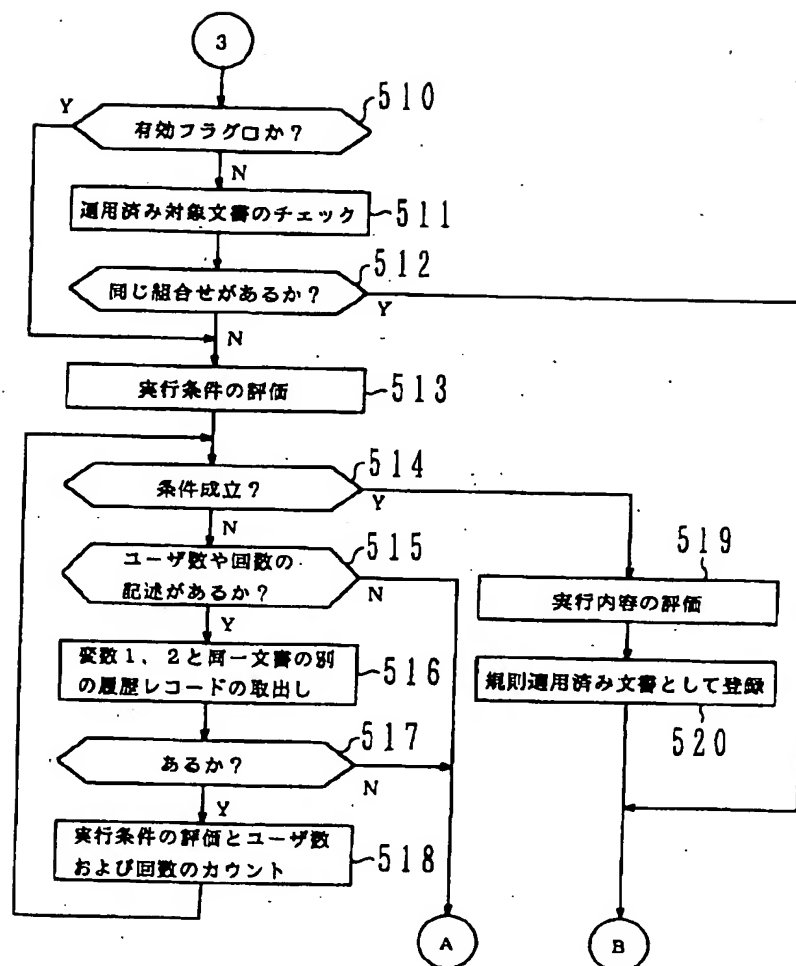 3
Y
510
有効フラグロか？
N
適用済み対象文書のチェック
511
512
同じ組合せがあるか？
Y
N
実行条件の評価
513
514
条件成立？
Y
N
515
ユーザ数や回数の
記述があるか？
N
519
実行内容の評価
Y
変数１、２と同一文書の別
の履歴レコードの取出し
516
規則適用済み文書として登録
520
517
あるか？
N
Y
実行条件の評価とユーザ数
および回数のカウント
518
A
B